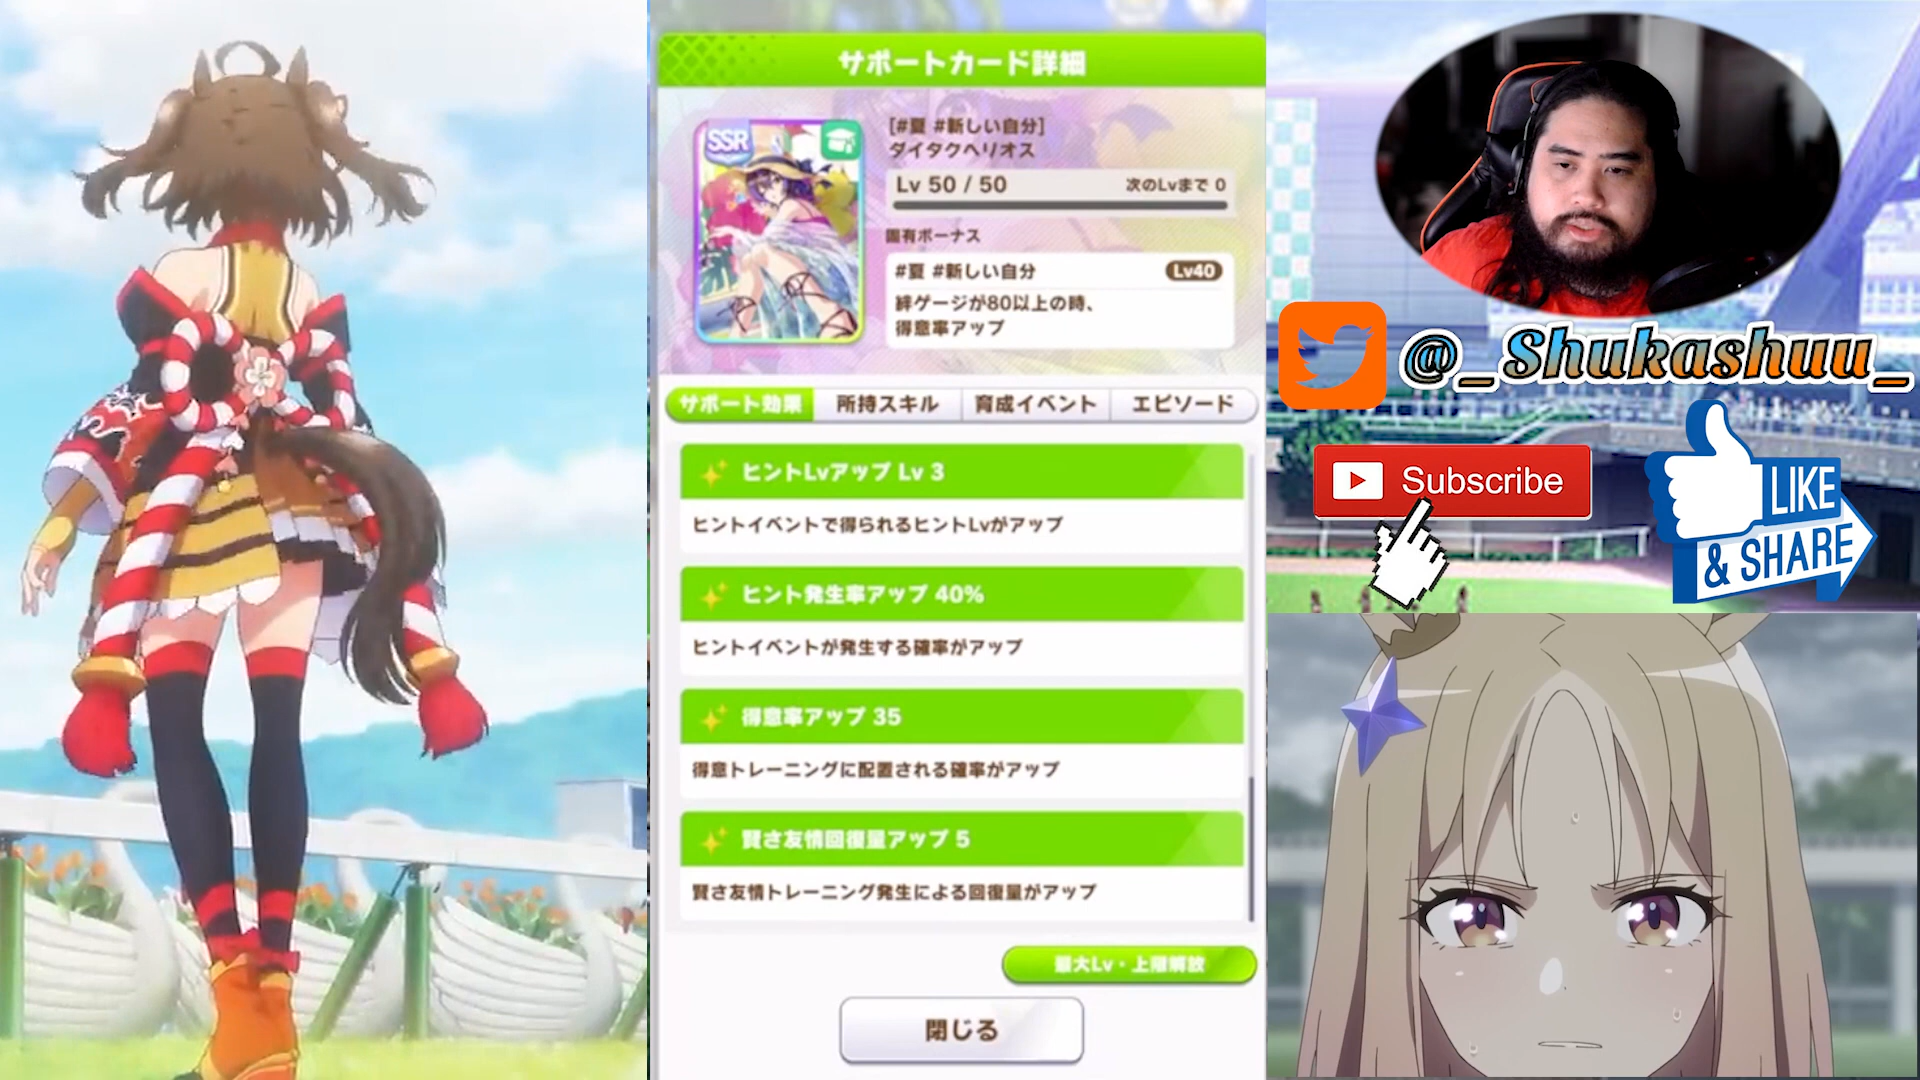 サポートカード詳細
SSR
[#夏 #新しい自分]
ダイタクヘリオス
Lv 50 / 50
次のLvまで 0
固有ボーナス
#夏 #新しい自分
Lv40
絆ゲージが80以上の時、
得意率アップ
サポート効果
所持スキル
育成イベント
エピソード
ヒントLvアップ Lv 3
ヒントイベントで得られるヒントLvがアップ
ヒント発生率アップ 40%
ヒントイベントが発生する確率がアップ
得意率アップ 35
得意トレーニングに配置される確率がアップ
賢さ友情回復量アップ 5
賢さ友情トレーニング発生による回復量がアップ
最大Lv・上限解放
閉じる
@_Shukashuu_
Subscribe
LIKE
& SHARE